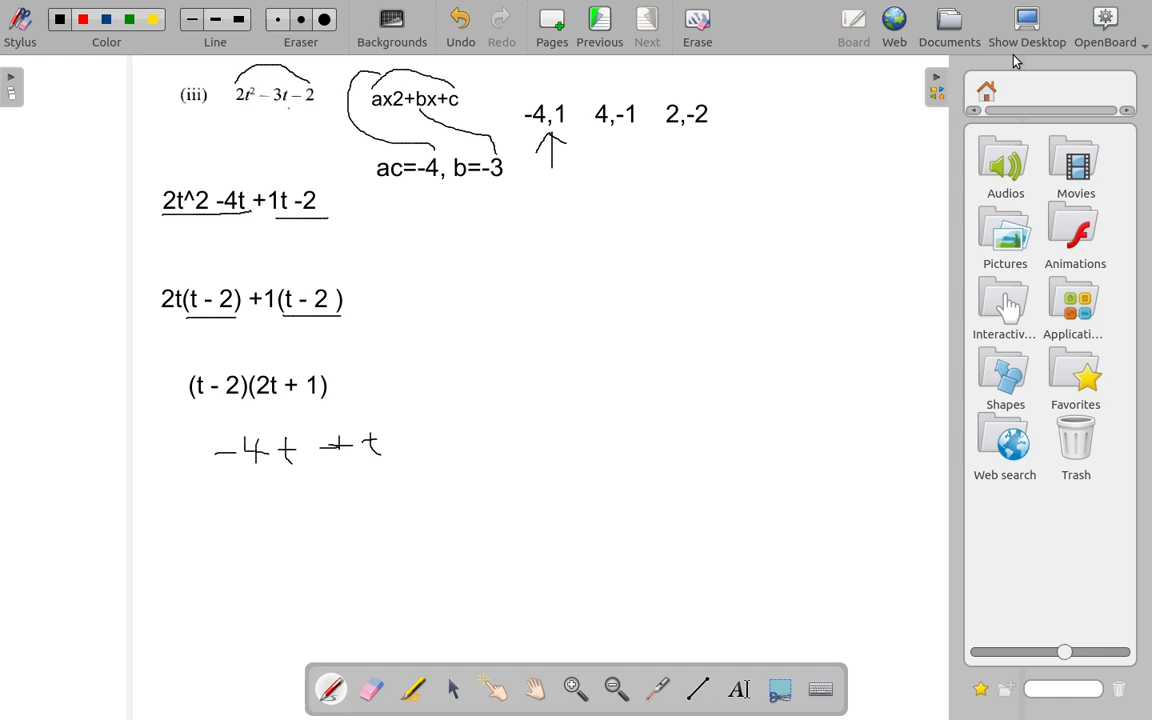 Stylus Color Line Eraser Backgrounds Undo Redo Pages Previous Next Erase Board Web Documents Show Desktop OpenBoard
(iii) 2t² – 3t – 2
ax2+bx+c
-4,1 4,-1 2,-2
ac=-4, b=-3
2t^2 -4t +1t -2
2t(t - 2) +1(t - 2 )
(t - 2)(2t + 1)
-4t +t
Audios Movies
Pictures Animations
Interactiv... Applicati...
Shapes Favorites
Web search Trash